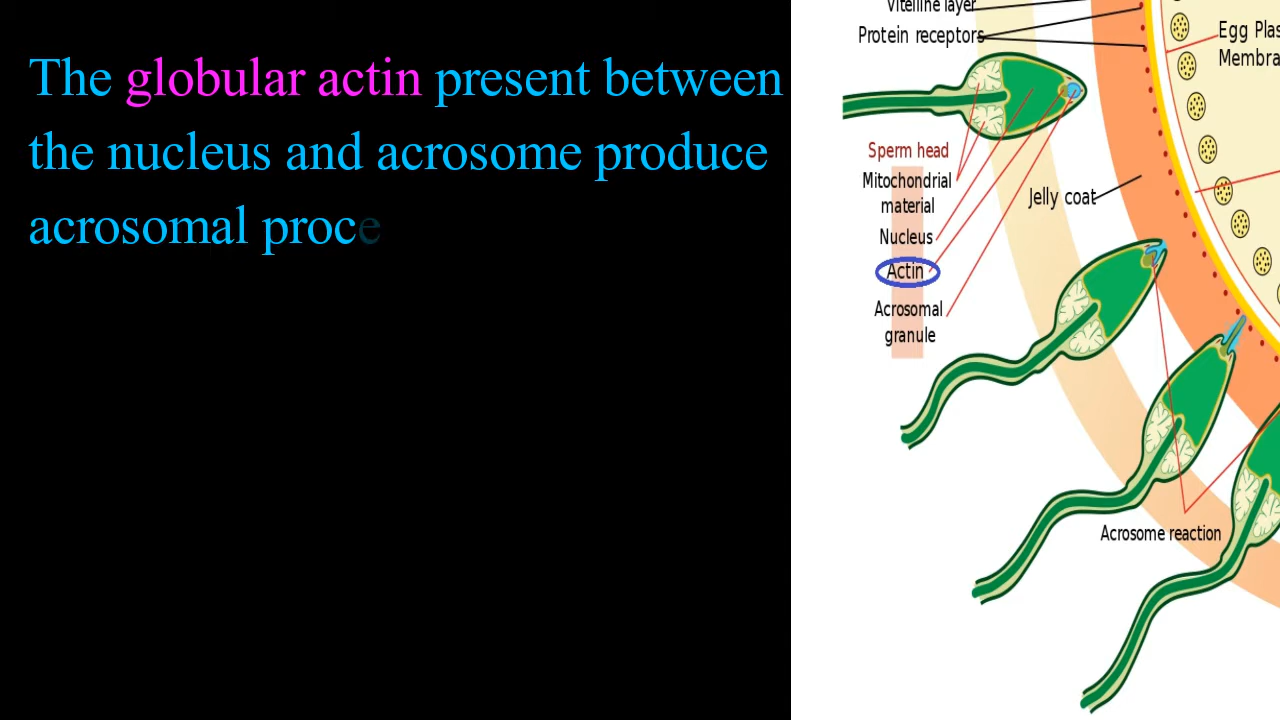 The globular actin present between
the nucleus and acrosome produce
acrosomal proce
Vitelline layer
Protein receptors
Egg Plas
Membra
Sperm head
Mitochondrial
material
Jelly coat
Nucleus
Actin
Acrosomal
granule
Acrosome reaction